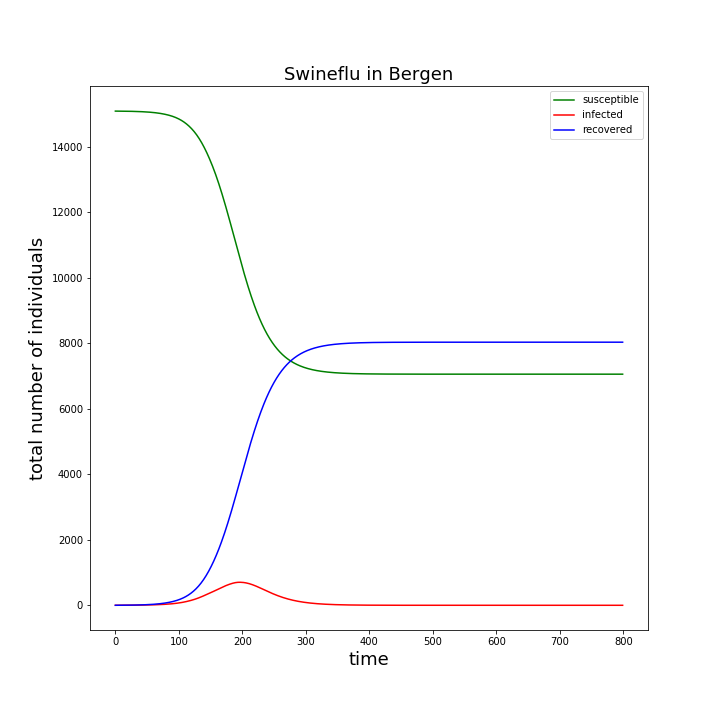 Swineflu in Bergen
susceptible
infected
recovered
total number of individuals
14000
12000
10000
8000
6000
4000
2000
0
0 100 200 300 400 500 600 700 800
time